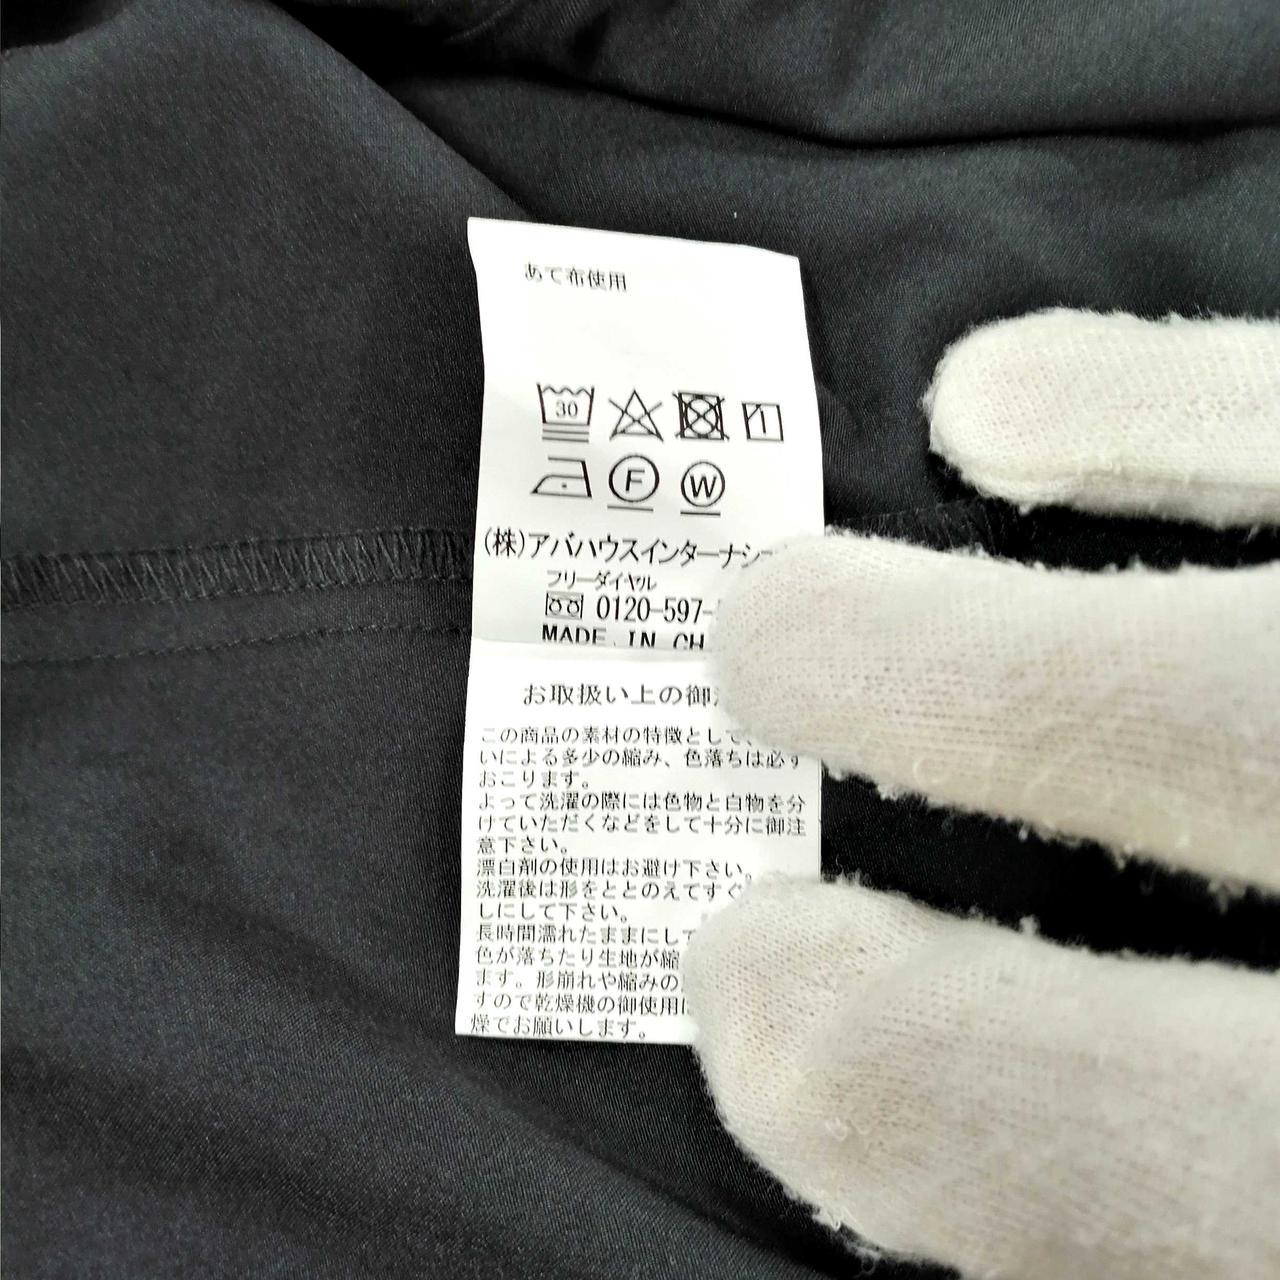 あて布使用
30
F W
(株)アバハウスインターナシ
フリーダイヤル
0120-597-
MADE IN CH
お取扱い上の御
この商品の素材の特徴として、
いによる多少の縮み、色落ちは必ず
おこります。
よって洗濯の際には色物と白物を分
けていただくなどをして十分に御注
意下さい。
漂白剤の使用はお避け下さい。
洗濯後は形をととのえてすぐ
しにして下さい。
長時間濡れたままにして
色が落ちたり生地が縮
ます。形崩れや縮みの
すので乾燥機の御使用は
燥でお願いします。